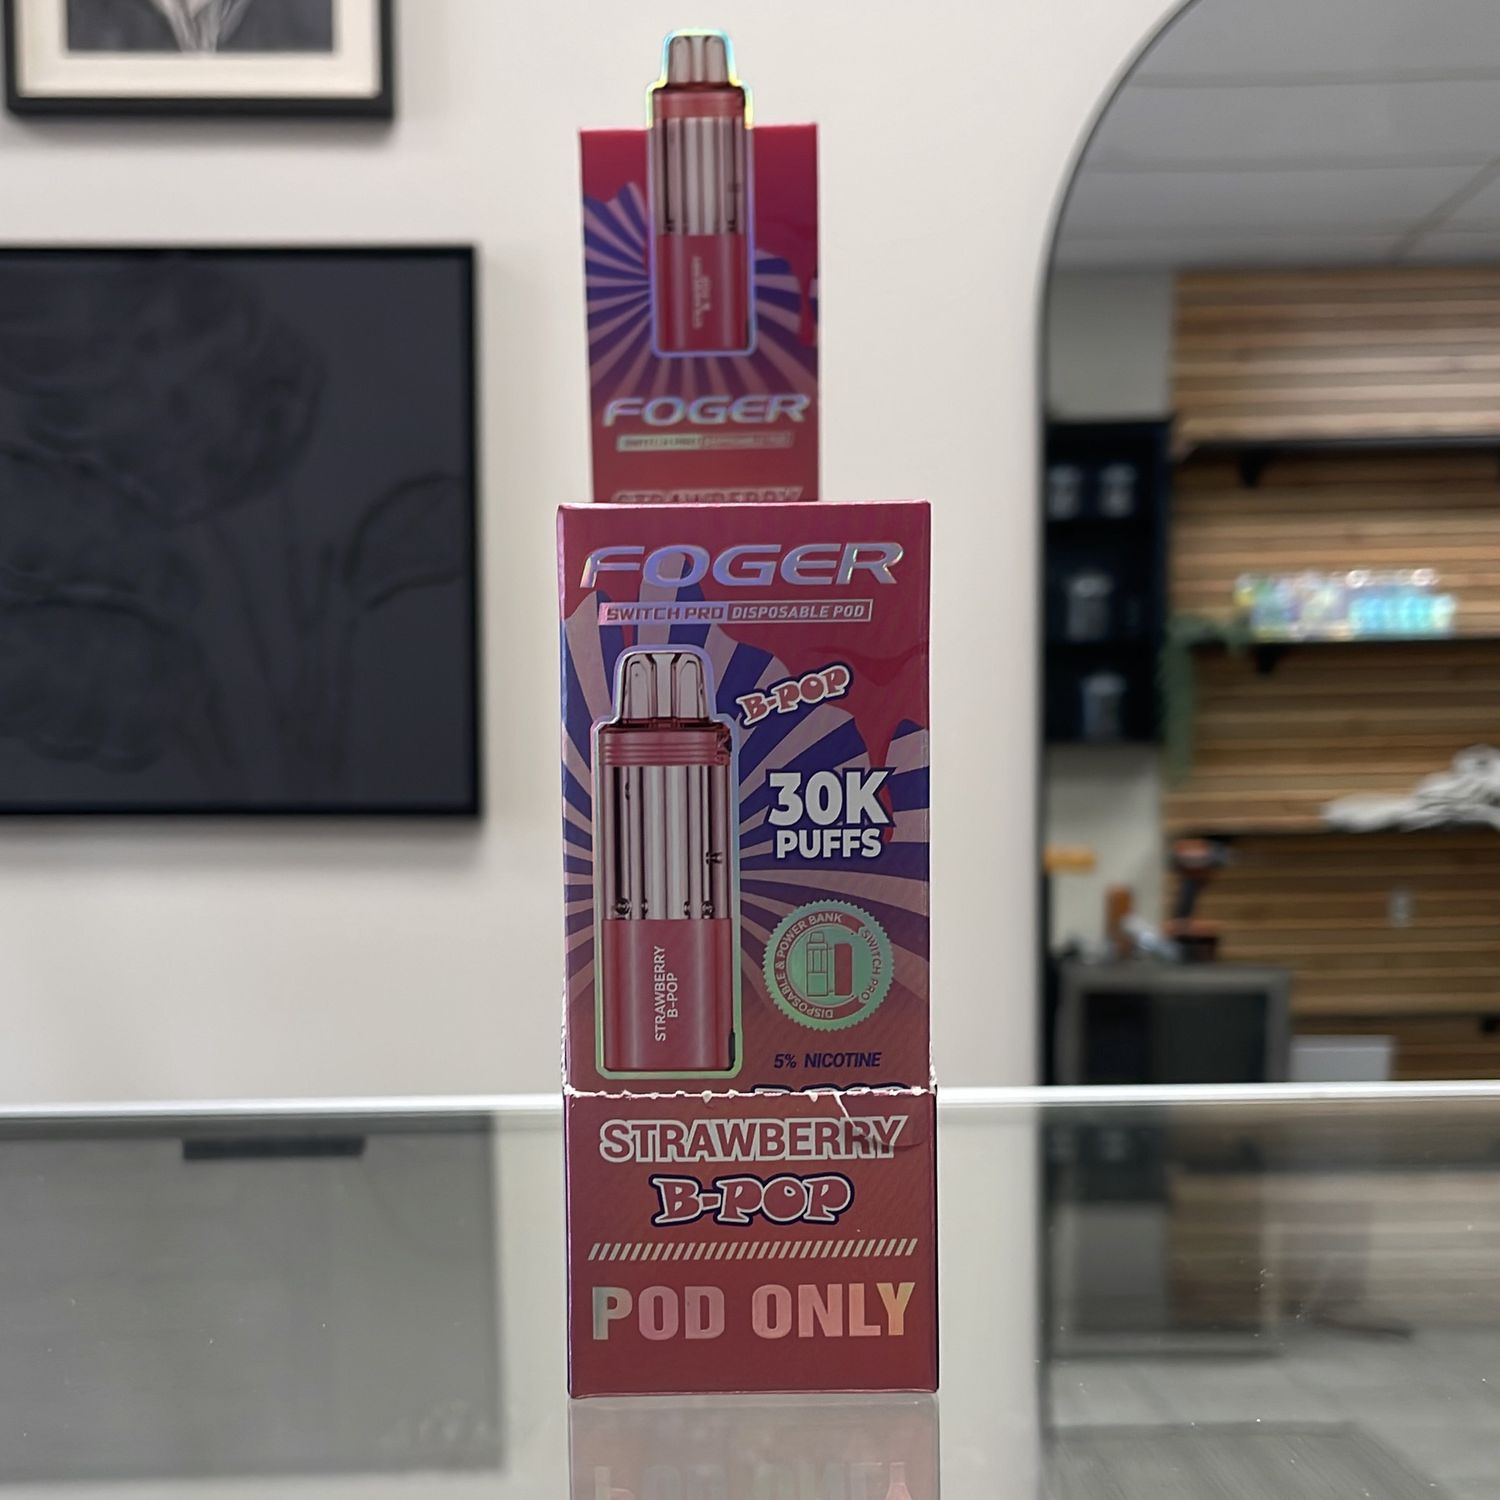 FOGER
STRAWBERRY
FOGER
SWITCH PRO DISPOSABLE POD
B-POP
30K
PUFFS
DISPOSABLE & POWER BANK
SWITCH PRO
STRAWBERRY
B-POP
5% NICOTINE
STRAWBERRY
B-POP
POD ONLY